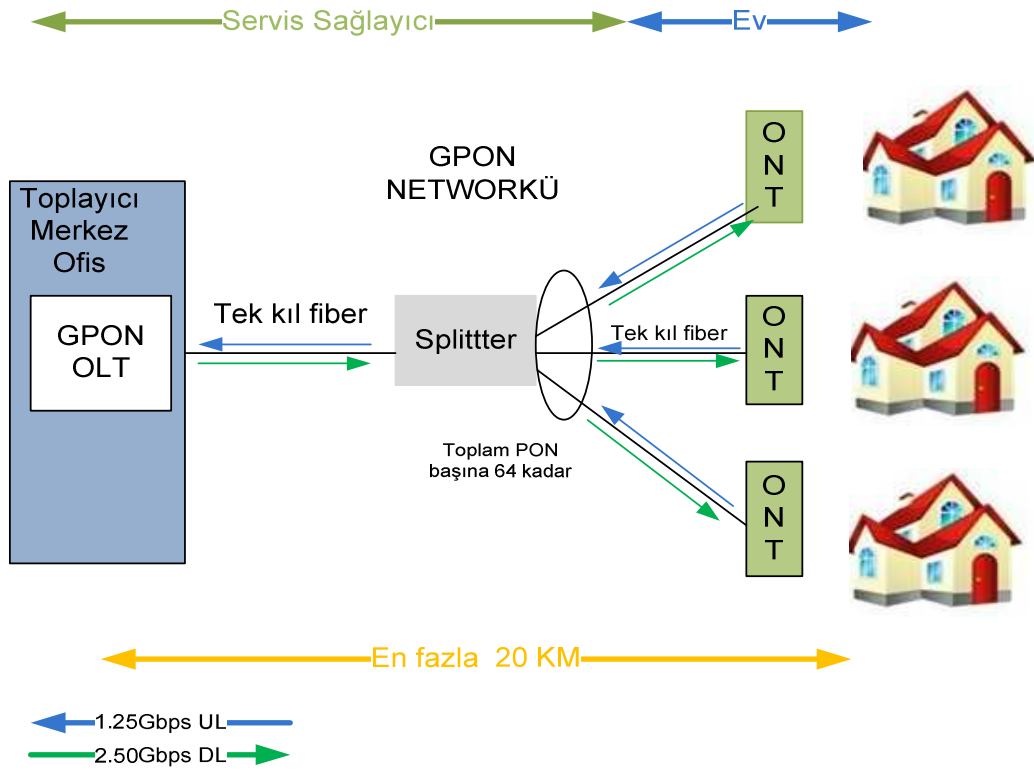 Servis Sağlayıcı
Ev
GPON
NETWORKÜ
Toplayıcı
Merkez
Ofis
GPON
OLT
Tek kıl fiber
Splittter
Tek kıl fiber
Toplam PON
başına 64 kadar
O
N
T
O
N
T
O
N
T
En fazla 20 KM
1.25Gbps UL
2.50Gbps DL